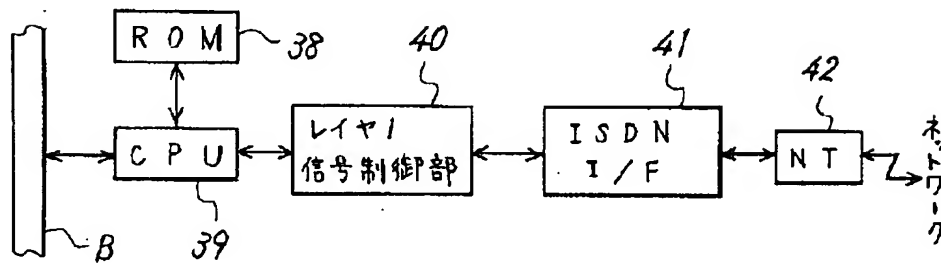 ROM
38
CPU
39
B
40
レイヤ1
信号制御部
41
ISDN
I/F
42
NT
ネットワーク